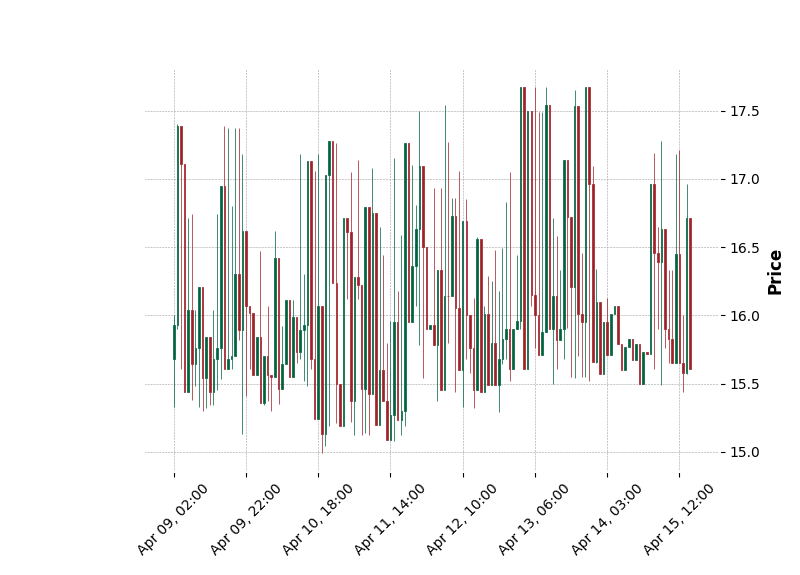 17.5
17.0
16.5
16.0
15.5
15.0
Price
Apr 09, 02:00
Apr 09, 22:00
Apr 10, 18:00
Apr 11, 14:00
Apr 12, 10:00
Apr 13, 06:00
Apr 14, 03:00
Apr 15, 12:00